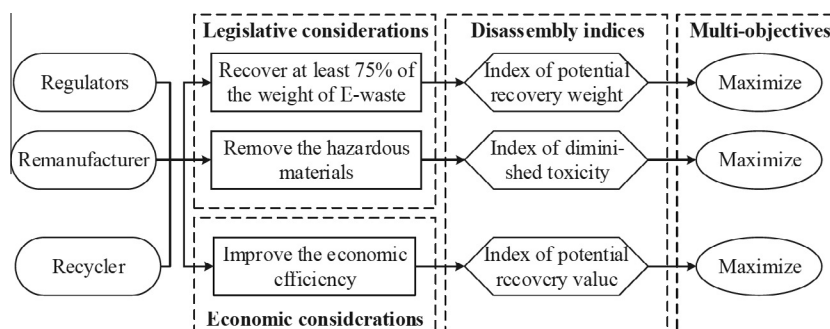 Legislative considerations
Disassembly indices
Multi-objectives
Regulators
Recover at least 75% of
the weight of E-waste
Index of potential
recovery weight
Maximize
Remanufacturer
Remove the hazardous
materials
Index of dimini-
shed toxicity
Maximize
Recycler
Improve the economic
efficiency
Index of potential
recovery value
Maximize
Economic considerations